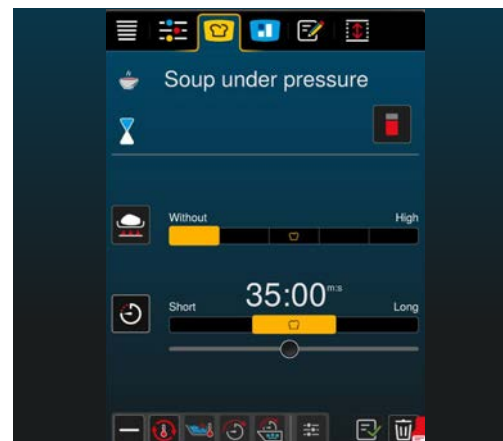 Soup under pressure
Without High
35:00 m:s
Short Long